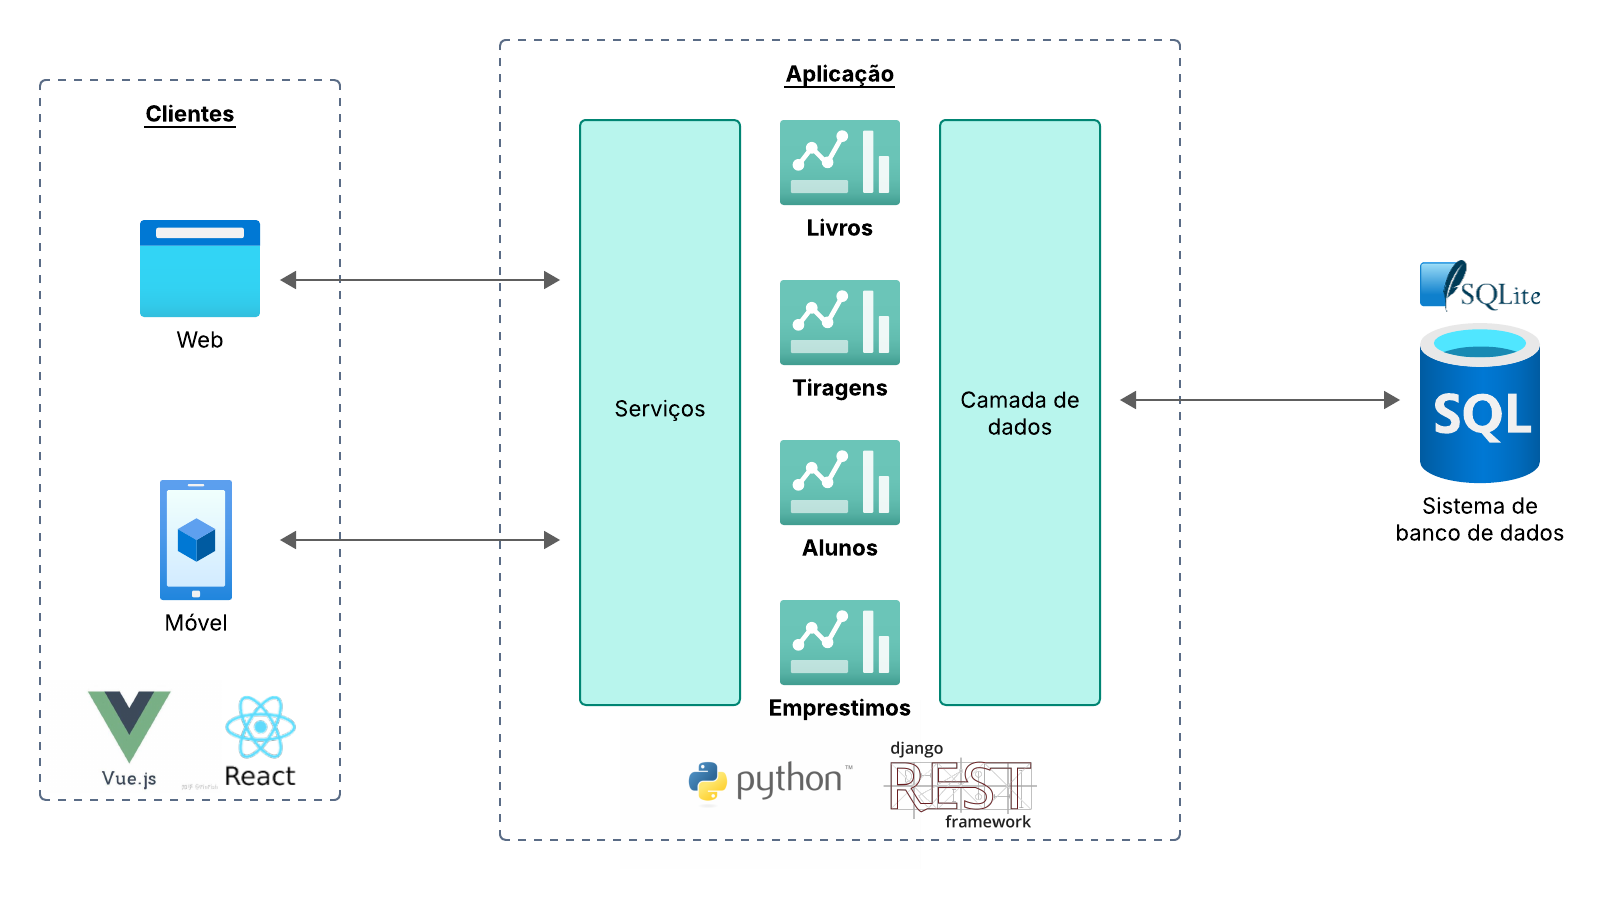 Aplicação
Clientes
Web
Móvel
Vue.js
React
Serviços
Livros
Tiragens
Alunos
Emprestimos
Camada de
dados
python™
django
REST
framework
SQLite
SQL
Sistema de
banco de dados